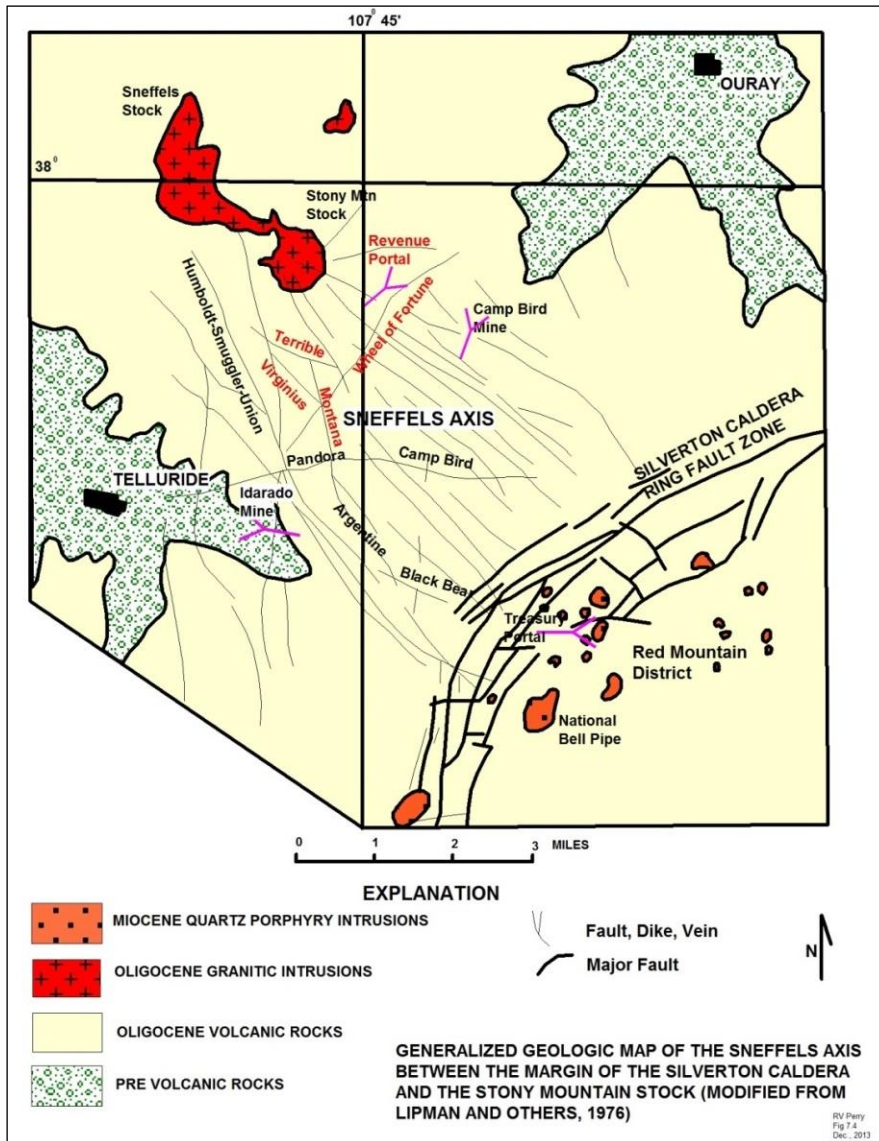 107° 45'
Sneffels
Stock
OURAY
38°
Stony Mtn
Stock
Revenue
Portal
Humboldt-Smuggler-Union
Wheel of Fortune
Camp Bird
Mine
Terrible
Virginius
Montana
SNEFFELS AXIS
SILVERTON CALDERA
RING FAULT ZONE
Pandora
Camp Bird
TELLURIDE
Idarado
Mine
Argentine
Black Bear
Treasury
Portal
Red Mountain
District
National
Bell Pipe
0 1 2 3 MILES
EXPLANATION
MIOCENE QUARTZ PORPHYRY INTRUSIONS
OLIGOCENE GRANITIC INTRUSIONS
OLIGOCENE VOLCANIC ROCKS
PRE VOLCANIC ROCKS
Fault, Dike, Vein
Major Fault
N
GENERALIZED GEOLOGIC MAP OF THE SNEFFELS AXIS
BETWEEN THE MARGIN OF THE SILVERTON CALDERA
AND THE STONY MOUNTAIN STOCK (MODIFIED FROM
LIPMAN AND OTHERS, 1976)
RV Perry
Fig 7.4
Dec., 2013